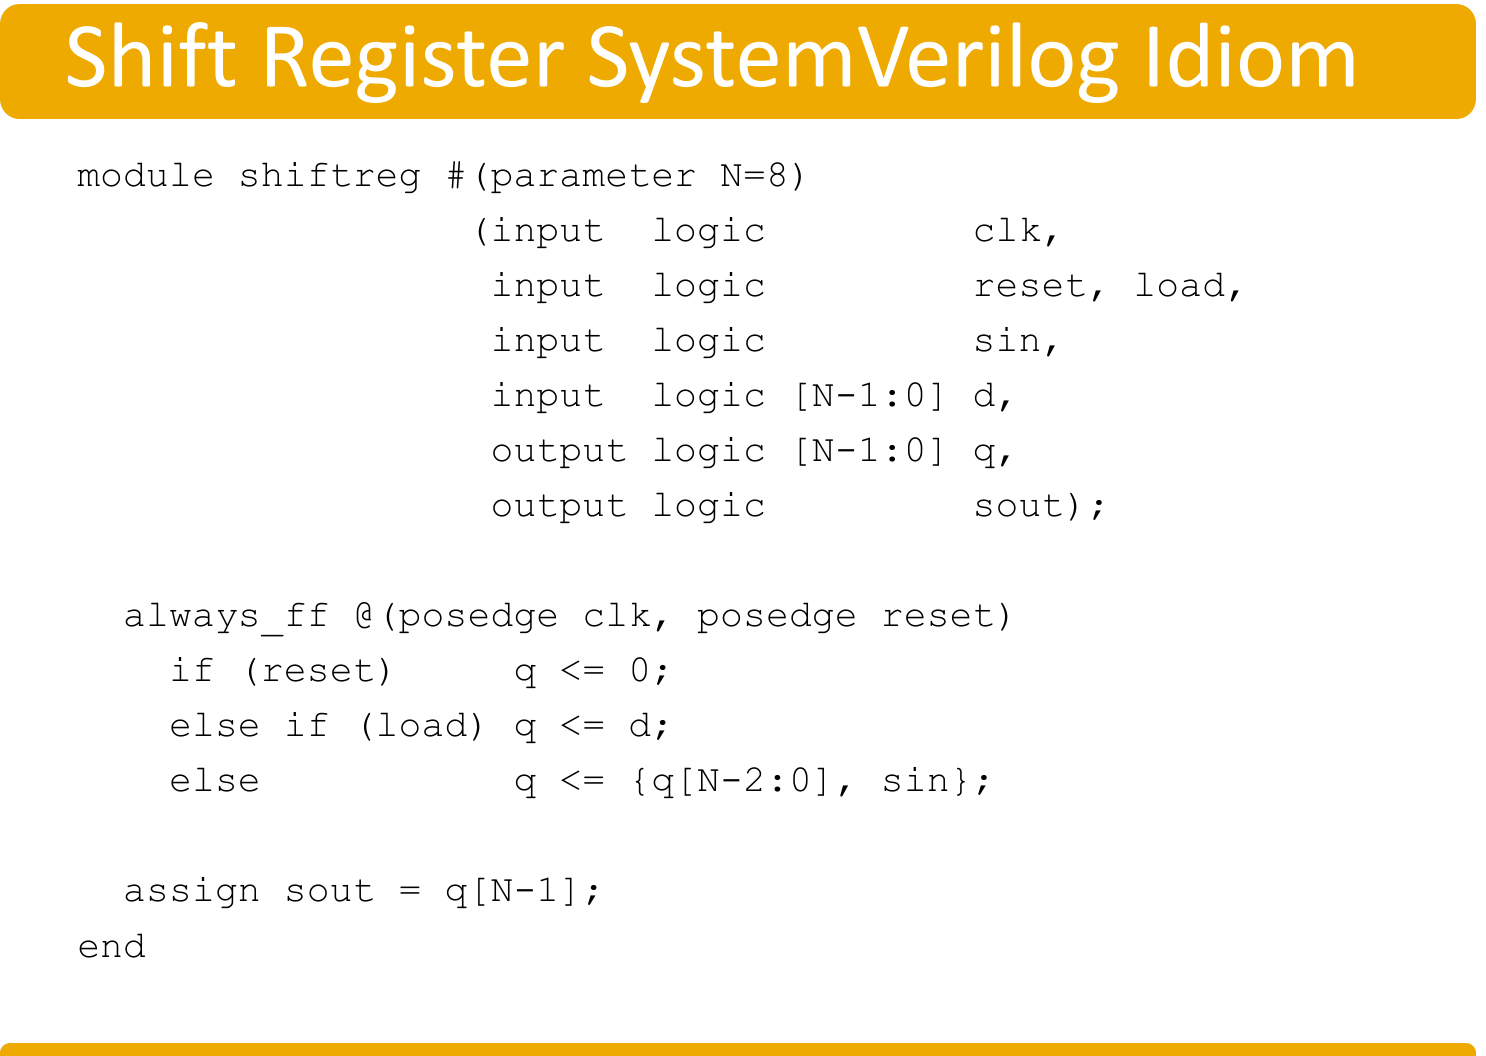 Shift Register SystemVerilog Idiom
module shiftreg #(parameter N=8)
(input  logic         clk,
input  logic         reset, load,
input  logic         sin,
input  logic [N-1:0] d,
output logic [N-1:0] q,
output logic         sout);
always_ff @(posedge clk, posedge reset)
if (reset)     q <= 0;
else if (load) q <= d;
else           q <= {q[N-2:0], sin};
assign sout = q[N-1];
end